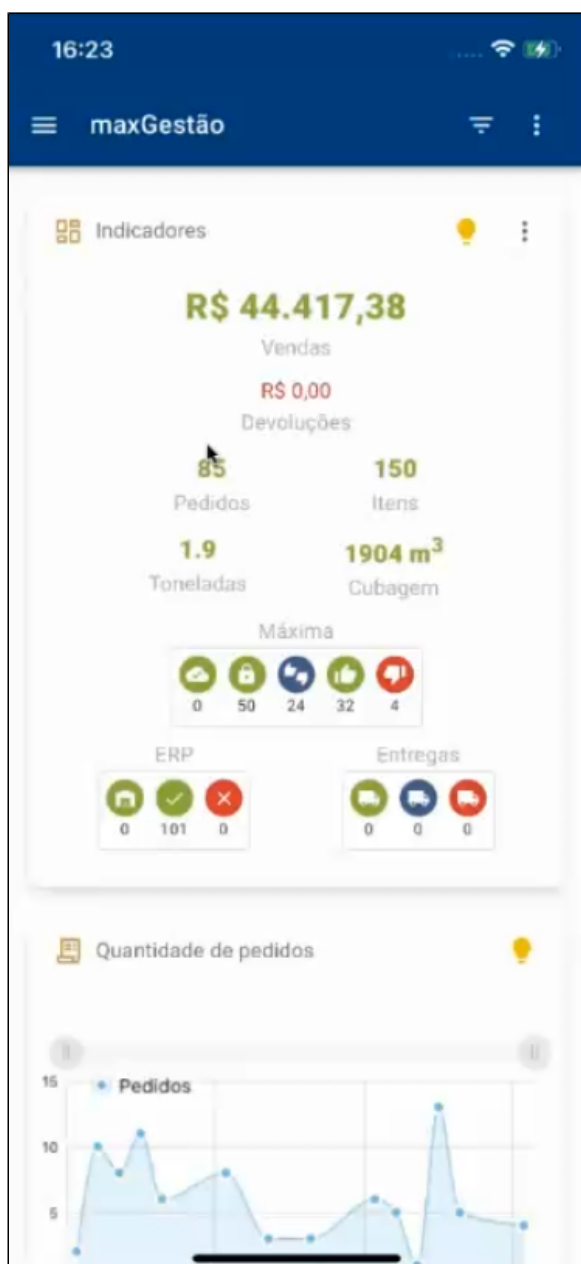 16:23
maxGestão
Indicadores
R$ 44.417,38
Vendas
R$ 0,00
Devoluções
85 150
Pedidos Itens
1.9 1904 m³
Toneladas Cubagem
Máxima
0 50 24 32 4
ERP Entregas
0 101 0 0 0 0
Quantidade de pedidos
15
Pedidos
10
5